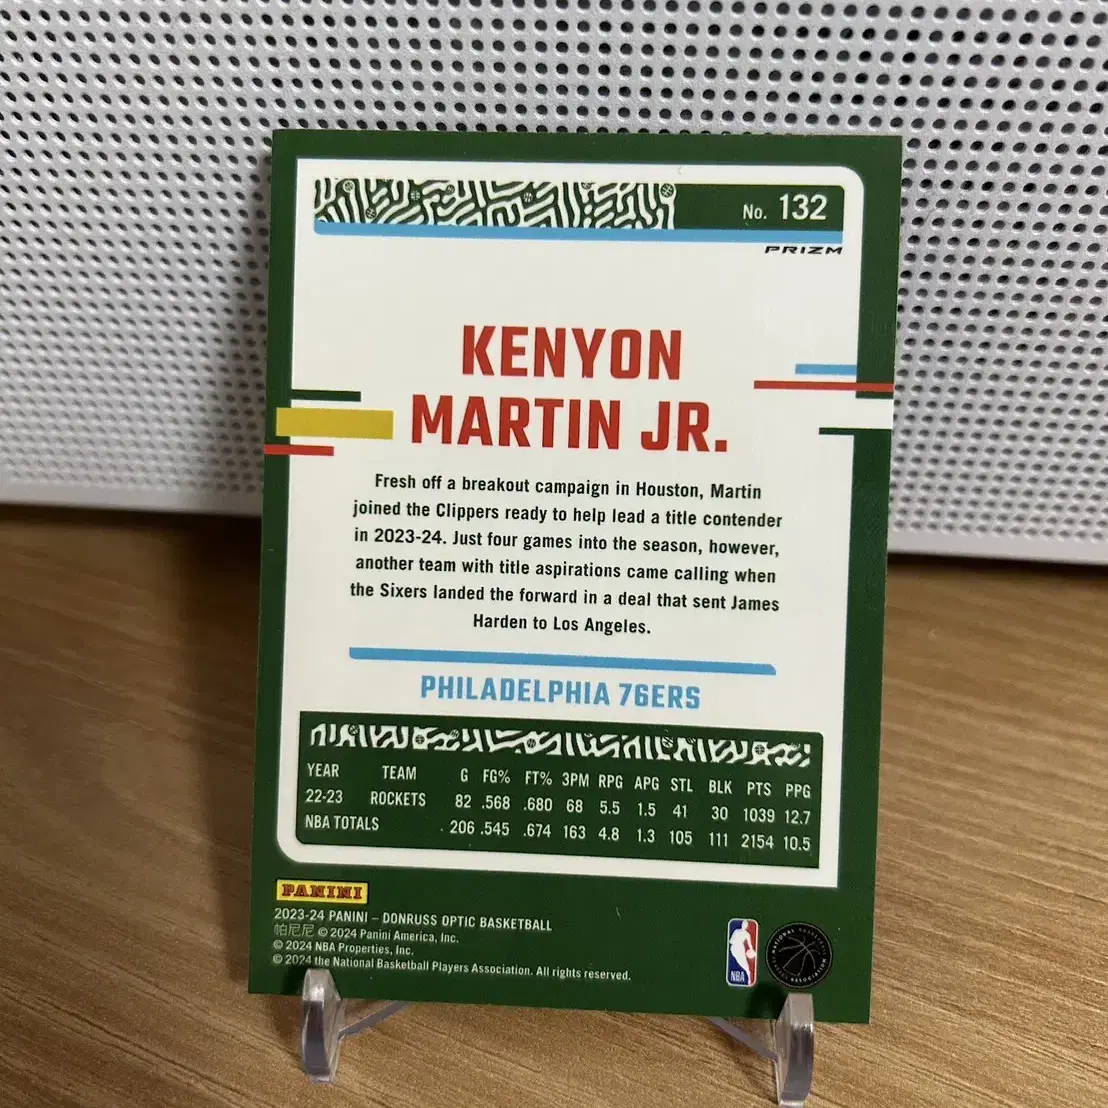 No. 132
PRIZM
KENYON
MARTIN JR.
Fresh off a breakout campaign in Houston, Martin
joined the Clippers ready to help lead a title contender
in 2023-24. Just four games into the season, however,
another team with title aspirations came calling when
the Sixers landed the forward in a deal that sent James
Harden to Los Angeles.
PHILADELPHIA 76ERS
YEAR TEAM G FG% FT% 3PM RPG APG STL BLK PTS PPG
22-23 ROCKETS 82 .568 .680 68 5.5 1.5 41 30 1039 12.7
NBA TOTALS 206 .545 .674 163 4.8 1.3 105 111 2154 10.5
PANINI
2023-24 PANINI – DONRUSS OPTIC BASKETBALL
帕尼尼 © 2024 Panini America, Inc.
© 2024 NBA Properties, Inc.
© 2024 the National Basketball Players Association. All rights reserved.
NBA
NATIONAL BASKETBALL PLAYERS ASSOCIATION